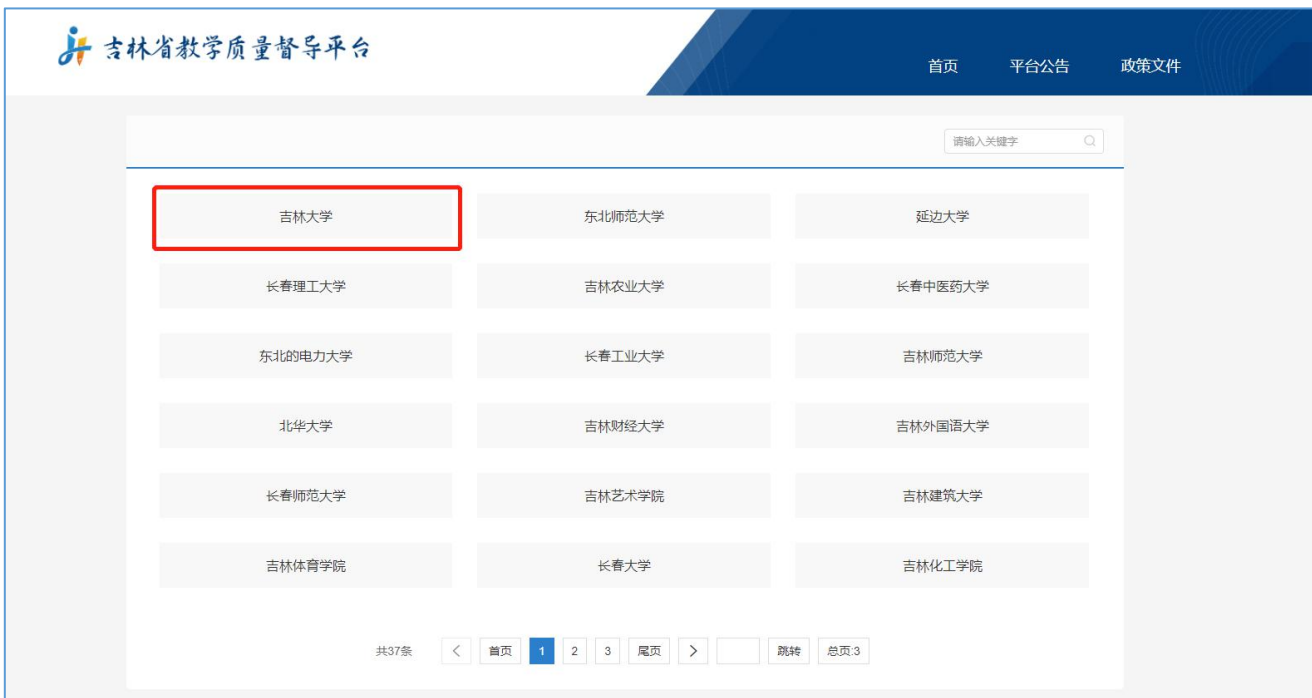 吉林省教学质量督导平台
首页 平台公告 政策文件
请输入关键字
吉林大学 东北师范大学 延边大学
长春理工大学 吉林农业大学 长春中医药大学
东北的电力大学 长春工业大学 吉林师范大学
北华大学 吉林财经大学 吉林外国语大学
长春师范大学 吉林艺术学院 吉林建筑大学
吉林体育学院 长春大学 吉林化工学院
共37条 首页 1 2 3 尾页 跳转 总页:3